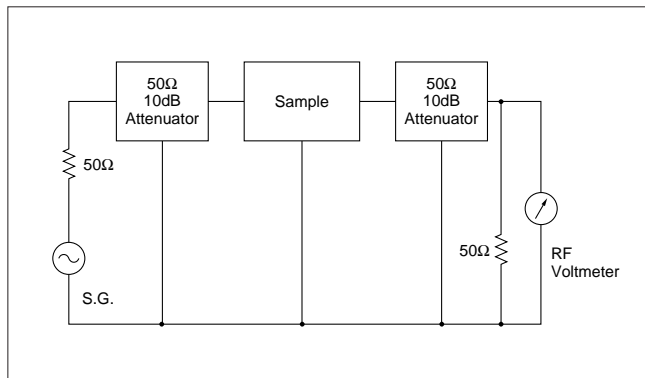 50Ω
10dB
Attenuator
Sample
50Ω
10dB
Attenuator
50Ω
S.G.
50Ω
RF
Voltmeter